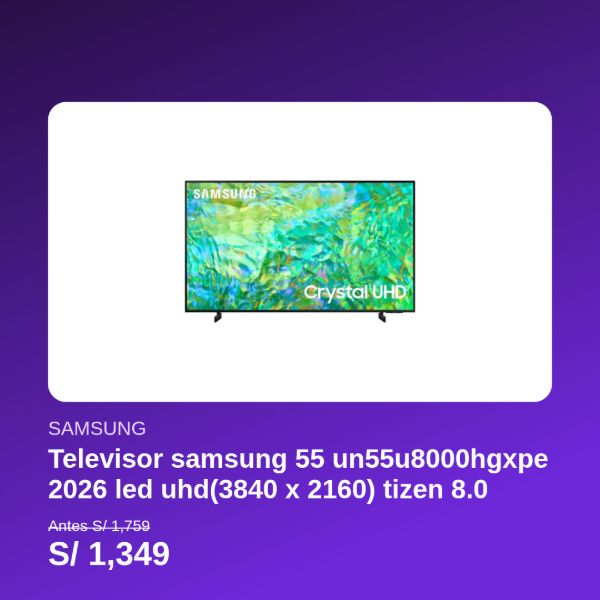 SAMSUNG
Crystal UHD
SAMSUNG
Televisor samsung 55 un55u8000hgxpe
2026 led uhd(3840 x 2160) tizen 8.0
Antes S/ 1,759
S/ 1,349